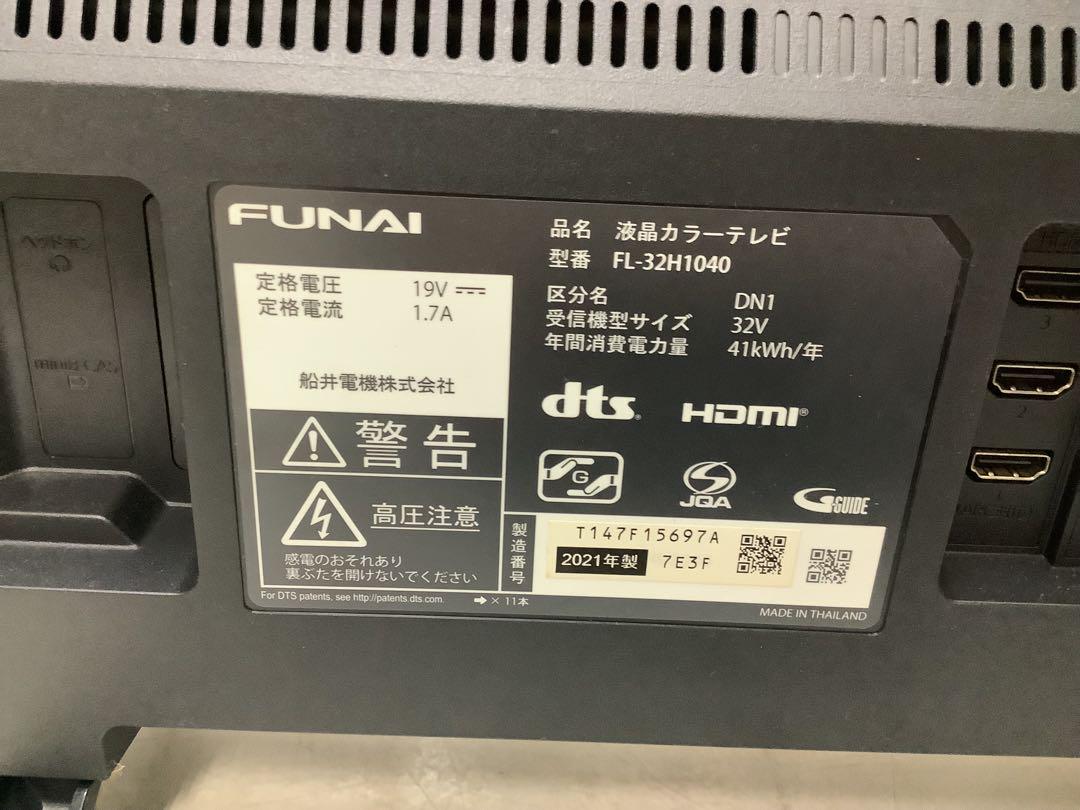 FUNAI
品名 液晶カラーテレビ
型番 FL-32H1040
定格電圧 19V
定格電流 1.7A
船井電機株式会社
区分名 DN1
受信機型サイズ 32V
年間消費電力量 41kWh/年
dts
HDMI®
G
JQA
G-GUIDE
警告
高圧注意
感電のおそれあり
裏ぶたを開けないでください
製造番号
T147F15697A
2021年製 7E3F
For DTS patents, see http://patents.dts.com.
➡ × 11本
MADE IN THAILAND
ヘッドホン
3
2
1